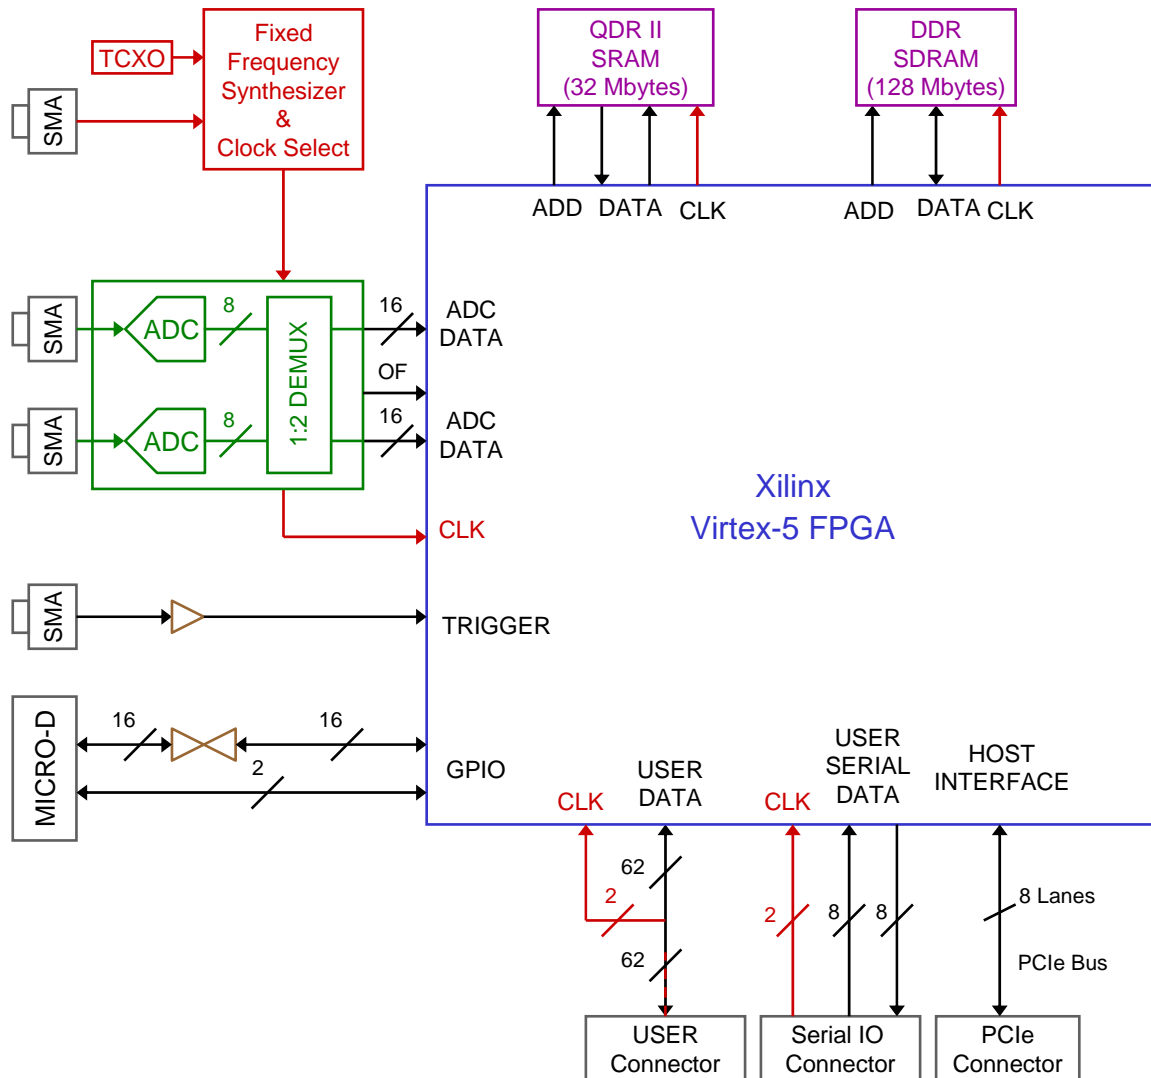 Fixed
Frequency
Synthesizer
&
Clock Select
TCXO
SMA
QDR II
SRAM
(32 Mbytes)
DDR
SDRAM
(128 Mbytes)
ADD DATA CLK
ADD DATA CLK
SMA
ADC
8
1:2 DEMUX
16
ADC
DATA
OF
SMA
ADC
8
16
ADC
DATA
CLK
Xilinx
Virtex-5 FPGA
SMA
TRIGGER
MICRO-D
16
16
2
GPIO
CLK
USER
DATA
CLK
USER
SERIAL
DATA
HOST
INTERFACE
62
2
62
2
8
8
8 Lanes
PCIe Bus
USER
Connector
Serial IO
Connector
PCIe
Connector